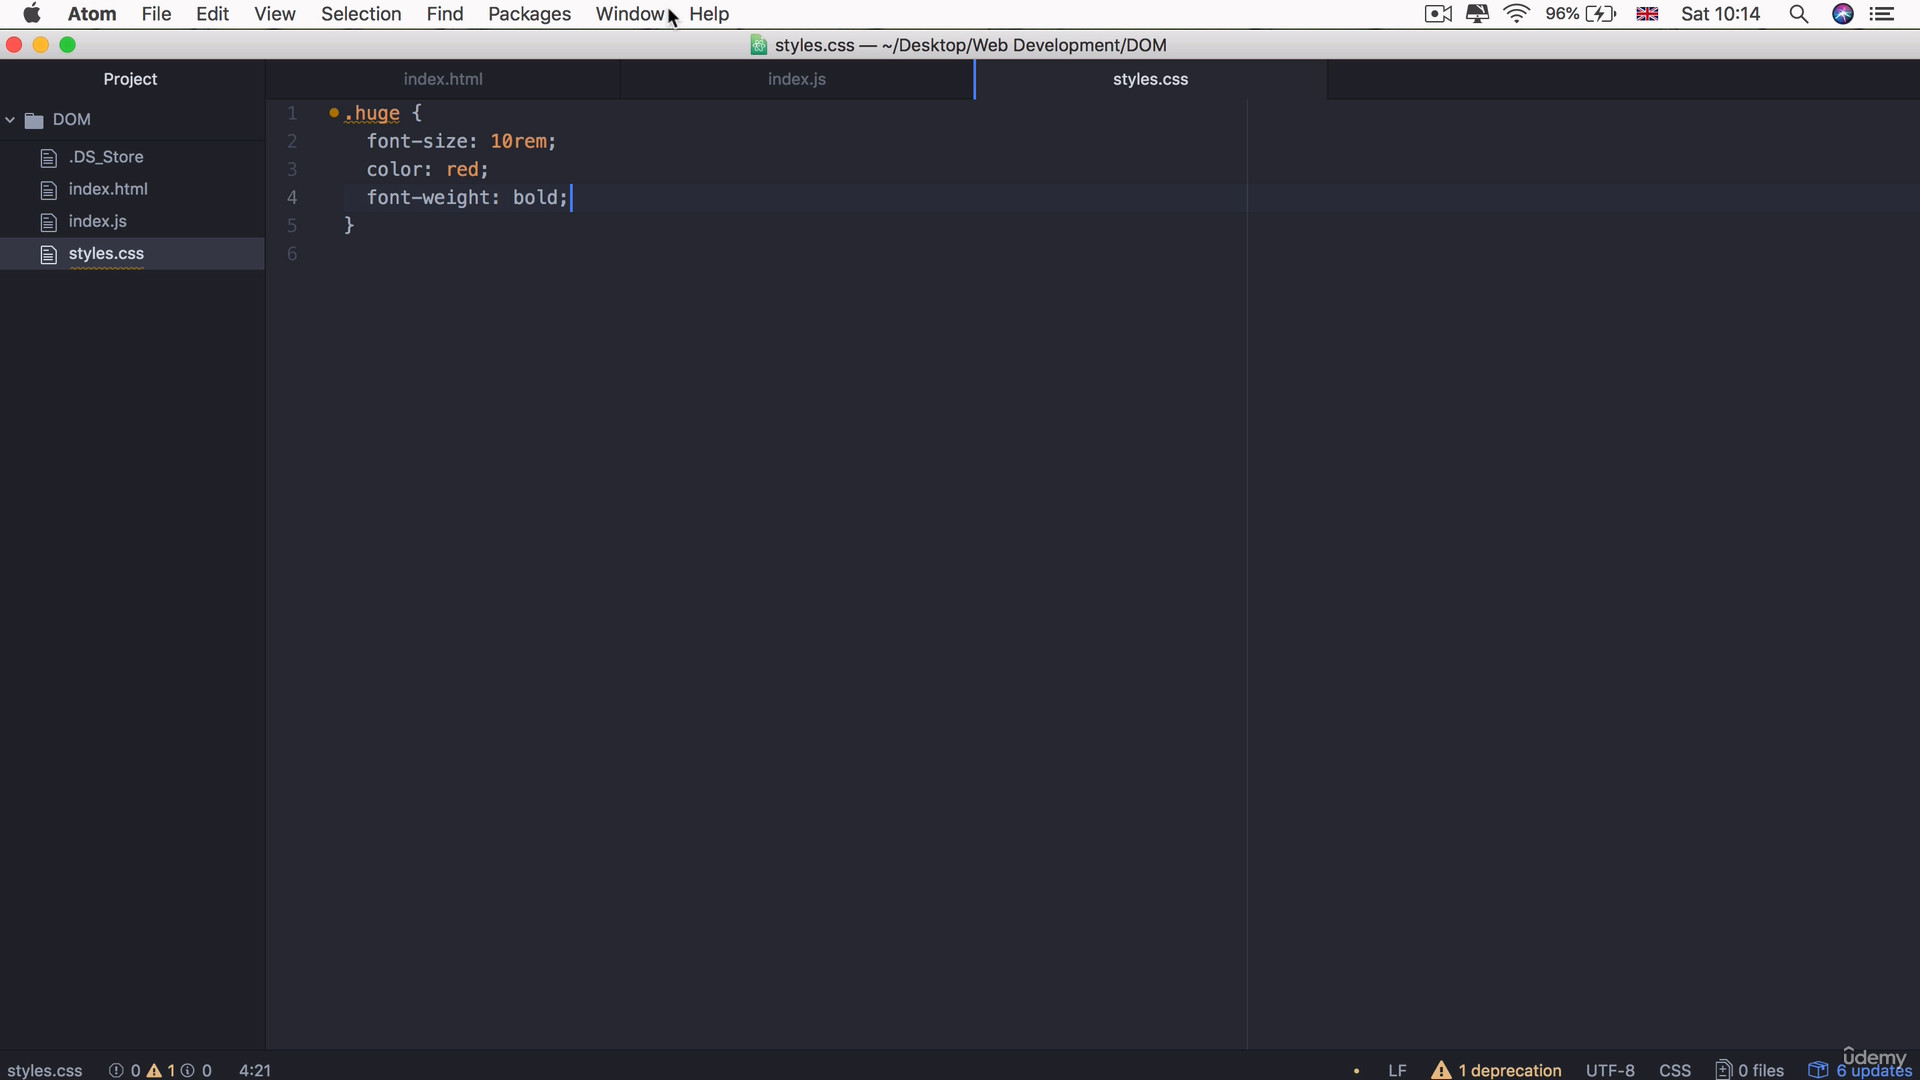 Atom File Edit View Selection Find Packages Window Help 96% Sat 10:14
styles.css — ~/Desktop/Web Development/DOM
Project index.html index.js styles.css
DOM
.DS_Store
index.html
index.js
styles.css
1 .huge {
2 font-size: 10rem;
3 color: red;
4 font-weight: bold;
5 }
6
styles.css 0 1 0 4:21 LF 1 deprecation UTF-8 CSS 0 files 6 updates
ûdemy